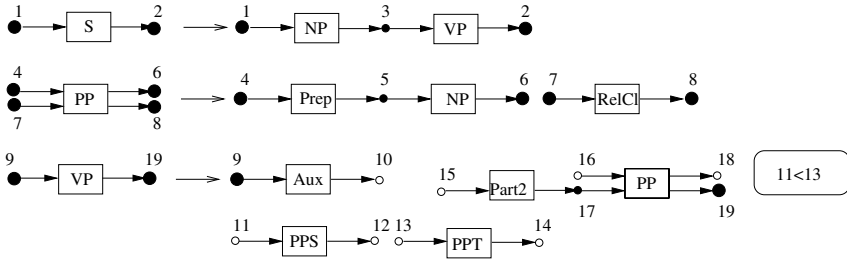 1 2 1 3 2
S NP VP
4 6 4 5 6 7 8
PP Prep NP RelCl
7 8
9 19 9 10 15 16 18
VP Aux Part2 PP 11<13
17 19
11 12 13 14
PPS PPT